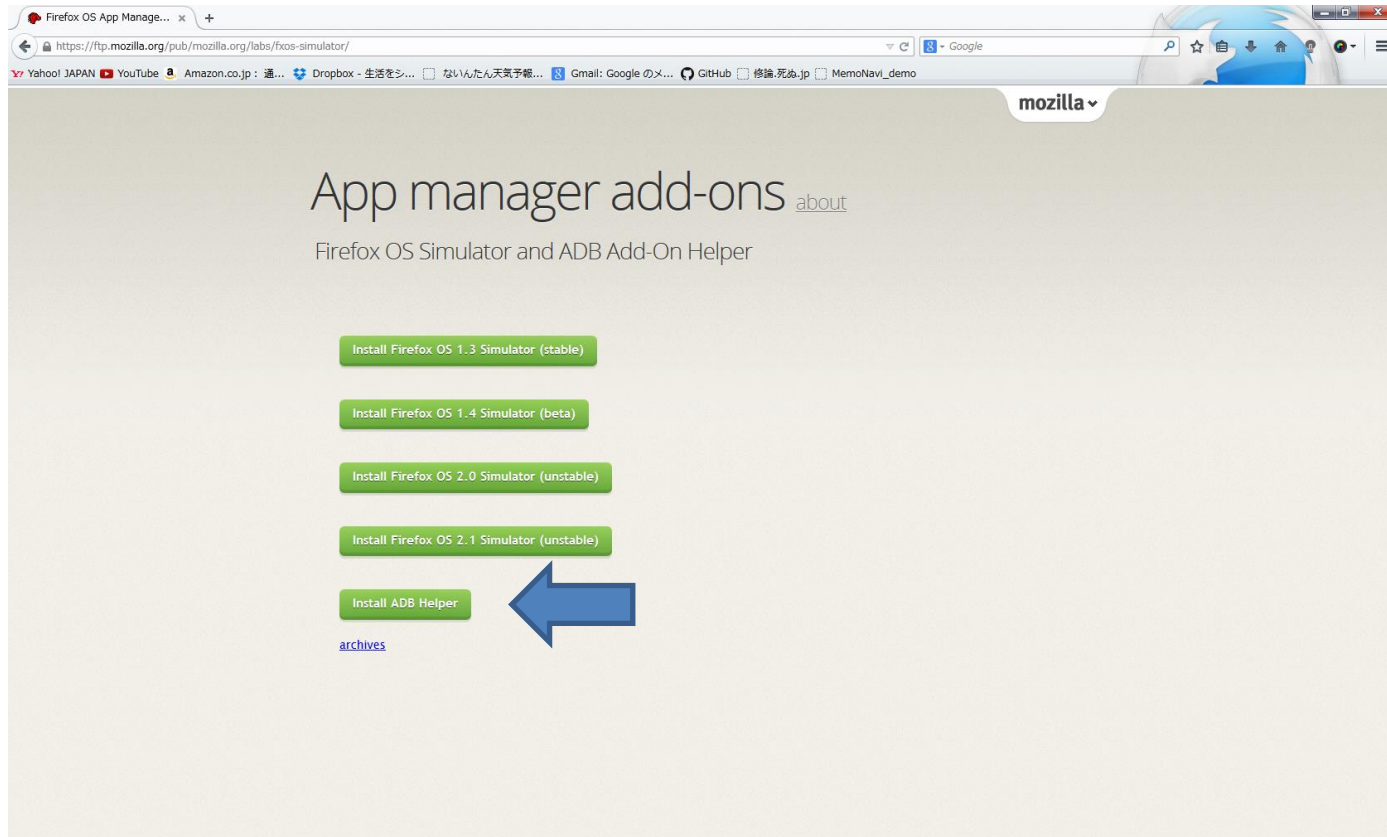 Firefox OS App Manage...
https://ftp.mozilla.org/pub/mozilla.org/labs/fxos-simulator/
Google
Yahoo! JAPAN YouTube Amazon.co.jp : 通... Dropbox - 生活をシ... ないんたん天気予報... Gmail: Google のメ... GitHub 修論.死ぬ.jp MemoNavi_demo
mozilla
App manager add-ons about
Firefox OS Simulator and ADB Add-On Helper
Install Firefox OS 1.3 Simulator (stable)
Install Firefox OS 1.4 Simulator (beta)
Install Firefox OS 2.0 Simulator (unstable)
Install Firefox OS 2.1 Simulator (unstable)
Install ADB Helper
archives